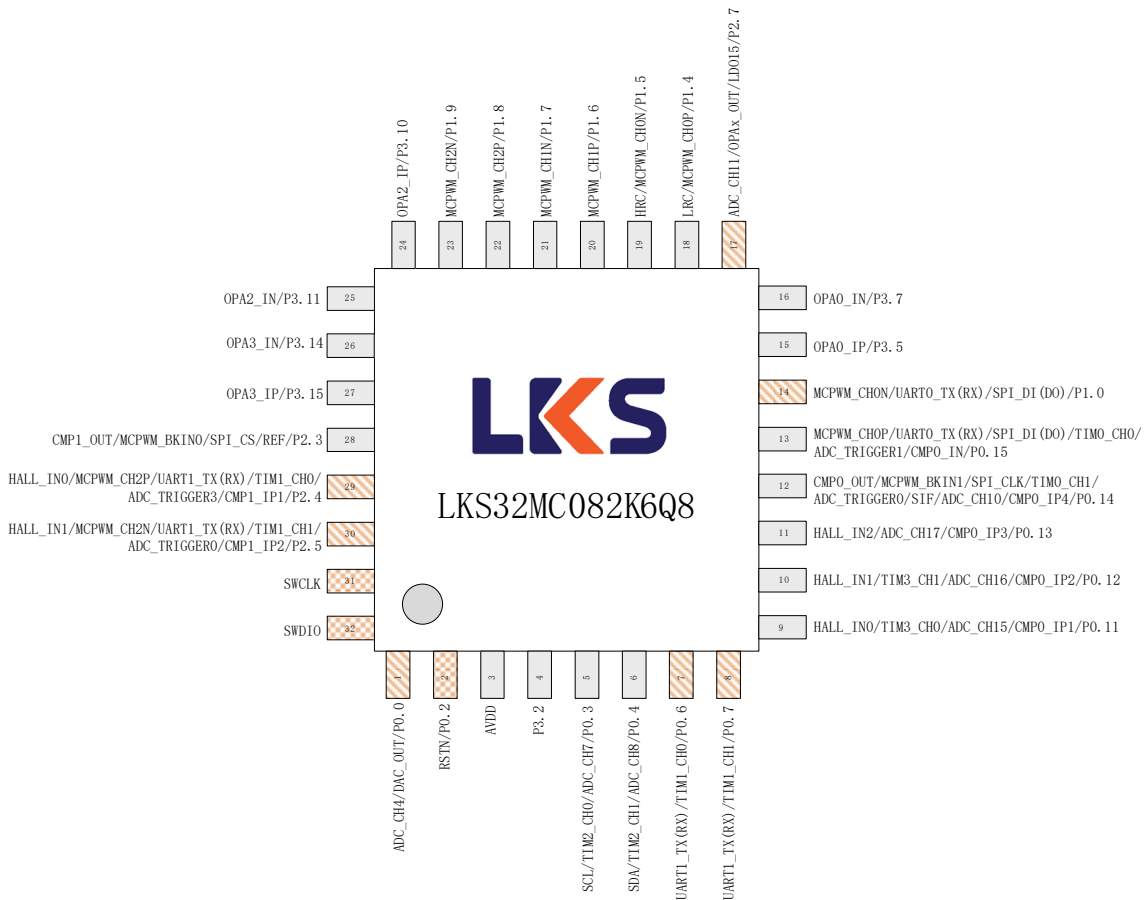 OPA2_IP/P3.10
MCPWM_CH2N/P1.9
MCPWM_CH2P/P1.8
MCPWM_CH1N/P1.7
MCPWM_CH1P/P1.6
HRC/MCPWM_CH0N/P1.5
LRC/MCPWM_CH0P/P1.4
ADC_CH11/OPAx_OUT/LDO15/P2.7
24
23
22
21
20
19
18
17
OPA2_IN/P3.11
25
OPA3_IN/P3.14
26
OPA3_IP/P3.15
27
CMP1_OUT/MCPWM_BKIN0/SPI_CS/REF/P2.3
28
HALL_IN0/MCPWM_CH2P/UART1_TX(RX)/TIM1_CH0/
ADC_TRIGGER3/CMP1_IP1/P2.4
29
HALL_IN1/MCPWM_CH2N/UART1_TX(RX)/TIM1_CH1/
ADC_TRIGGER0/CMP1_IP2/P2.5
30
SWCLK
31
SWDIO
32
LKS
LKS32MC082K6Q8
16
OPA0_IN/P3.7
15
OPA0_IP/P3.5
14
MCPWM_CH0N/UART0_TX(RX)/SPI_DI(DO)/P1.0
13
MCPWM_CH0P/UART0_TX(RX)/SPI_DI(DO)/TIM0_CH0/
ADC_TRIGGER1/CMP0_IN/P0.15
12
CMP0_OUT/MCPWM_BKIN1/SPI_CLK/TIM0_CH1/
ADC_TRIGGER0/SIF/ADC_CH10/CMP0_IP4/P0.14
11
HALL_IN2/ADC_CH17/CMP0_IP3/P0.13
10
HALL_IN1/TIM3_CH1/ADC_CH16/CMP0_IP2/P0.12
9
HALL_IN0/TIM3_CH0/ADC_CH15/CMP0_IP1/P0.11
1
2
3
4
5
6
7
8
ADC_CH4/DAC_OUT/P0.0
RSTN/P0.2
AVDD
P3.2
SCL/TIM2_CH0/ADC_CH7/P0.3
SDA/TIM2_CH1/ADC_CH8/P0.4
UART1_TX(RX)/TIM1_CH0/P0.6
UART1_TX(RX)/TIM1_CH1/P0.7